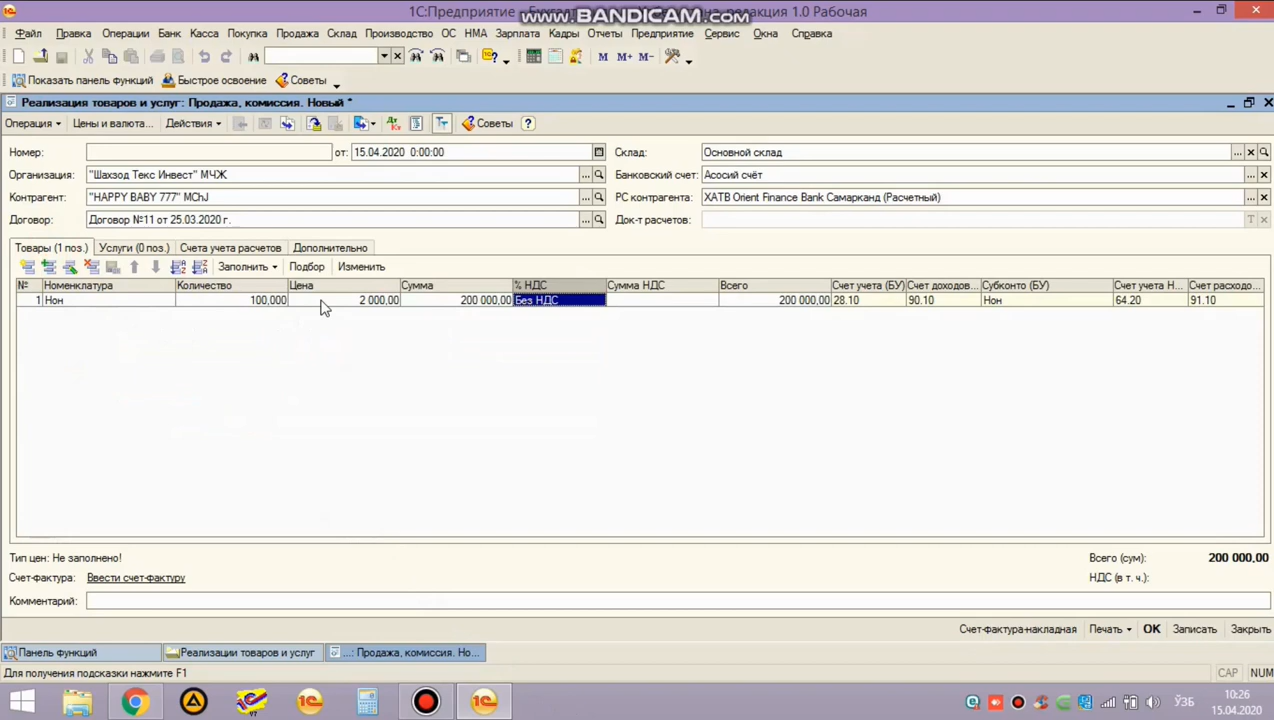 1С:Предприятие - Бухг
www.BANDICAM.com
на, редакция 1.0 Рабочая
Файл Правка Операции Банк Касса Покупка Продажа Склад Производство ОС НМА Зарплата Кадры Отчеты Предприятие Сервис Окна Справка
M M+ M-
Показать панель функций Быстрое освоение Советы
Реализация товаров и услуг: Продажа, комиссия. Новый *
Операция Цены и валюта... Действия Советы
Номер: от: 15.04.2020 0:00:00 Склад: Основной склад
Организация: "Шахзод Текс Инвест" МЧЖ Банковский счет: Асосий счёт
Контрагент: "HAPPY BABY 777" MChJ РС контрагента: ХАТБ Orient Finance Bank Самарканд (Расчетный)
Договор: Договор №11 от 25.03.2020 г. Док-т расчетов:
Товары (1 поз.) Услуги (0 поз.) Счета учета расчетов Дополнительно
Заполнить Подбор Изменить
№ Номенклатура Количество Цена Сумма % НДС Сумма НДС Всего Счет учета (БУ) Счет доходов... Субконто (БУ) Счет учета Н... Счет расходо...
1 Нон 100,000 2 000,00 200 000,00 Без НДС 200 000,00 28.10 90.10 Нон 64.20 91.10
Тип цен: Не заполнено! Всего (сум): 200 000,00
Счет-фактура: Ввести счет-фактуру НДС (в т. ч.):
Комментарий:
Счет-фактура-накладная Печать OK Записать Закрыть
Панель функций Реализации товаров и услуг ...: Продажа, комиссия. Но...
Для получения подсказки нажмите F1 CAP NUM
ЎЗБ 10:26
15.04.2020